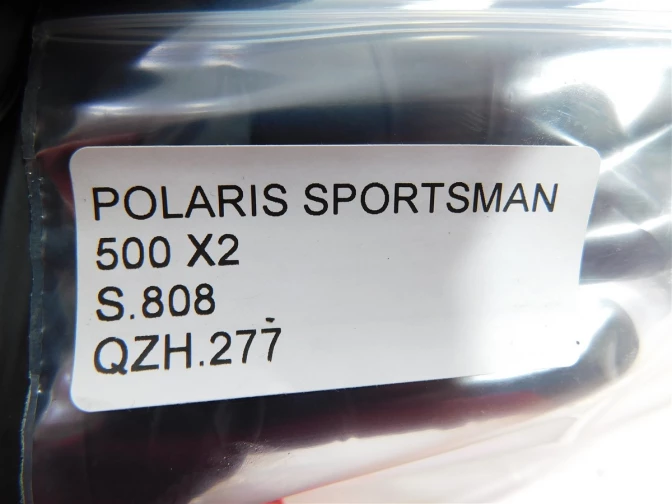 POLARIS SPORTSMAN
500 X2
S.808
QZH.277